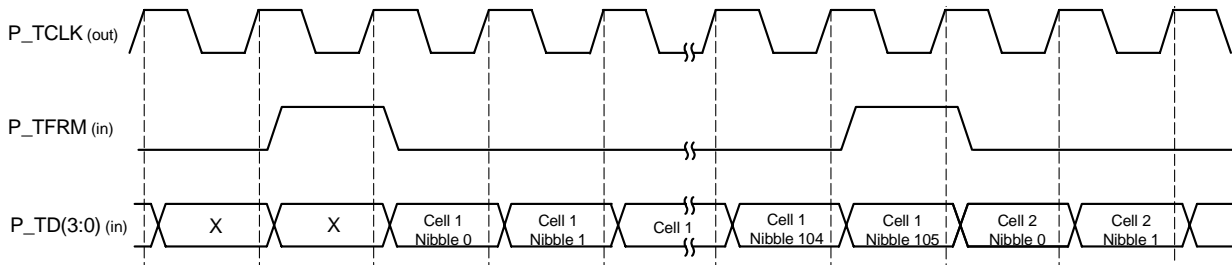 P_TCLK (out)
P_TFRM (in)
P_TD(3:0) (in)
X
X
Cell 1
Nibble 0
Cell 1
Nibble 1
Cell 1
Cell 1
Nibble 104
Cell 1
Nibble 105
Cell 2
Nibble 0
Cell 2
Nibble 1